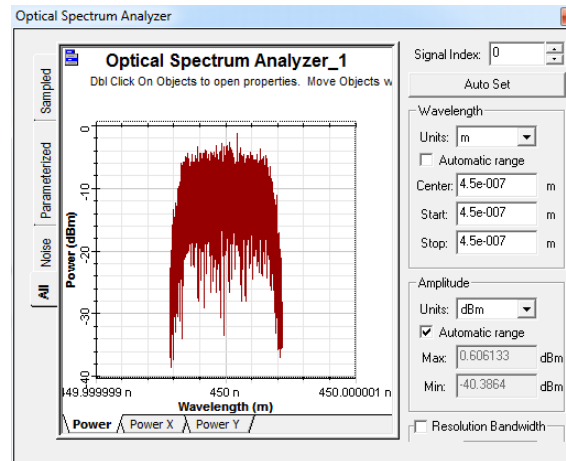 Optical Spectrum Analyzer
Sampled
Parameterized
Noise
All
Optical Spectrum Analyzer_1
Dbl Click On Objects to open properties. Move Objects w
Power (dBm)
0
-10
-20
-30
-40
449.999999 n
450 n
450.000001 n
Wavelength (m)
Power
Power X
Power Y
Signal Index: 0
Auto Set
Wavelength
Units: m
Automatic range
Center: 4.5e-007 m
Start: 4.5e-007 m
Stop: 4.5e-007 m
Amplitude
Units: dBm
Automatic range
Max: 0.606133 dBm
Min: -40.3864 dBm
Resolution Bandwidth